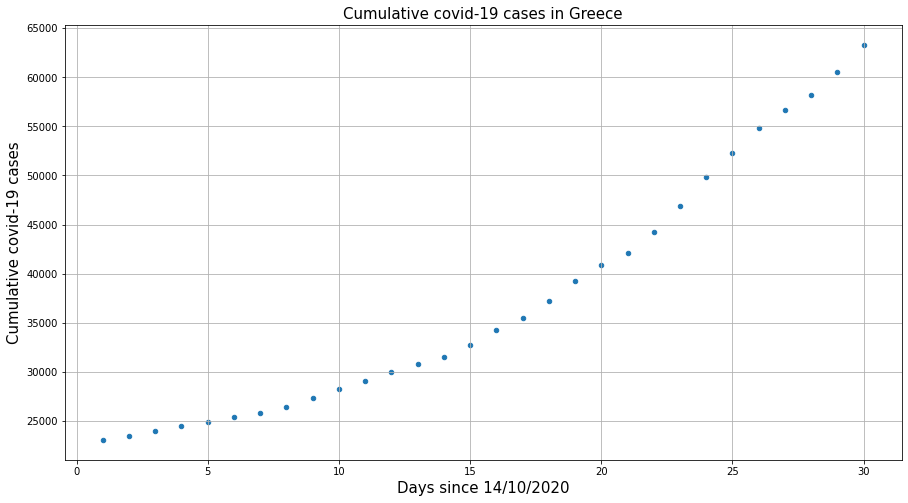 Cumulative covid-19 cases in Greece
Cumulative covid-19 cases
65000
60000
55000
50000
45000
40000
35000
30000
25000
0 5 10 15 20 25 30
Days since 14/10/2020